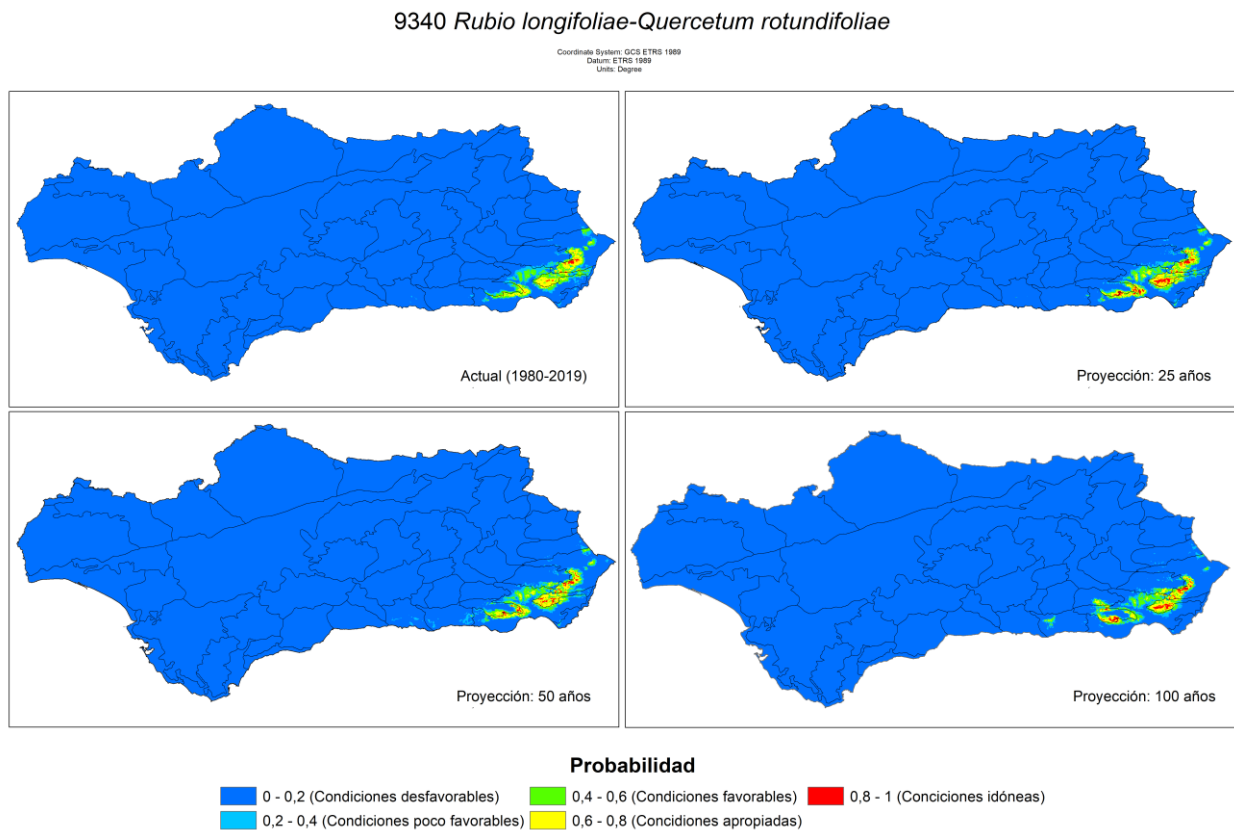 9340 Rubio longifoliae-Quercetum rotundifoliae
Coordinate System: GCS ETRS 1989
Datum: ETRS 1989
Units: Degree
Actual (1980-2019)
Proyección: 25 años
Proyección: 50 años
Proyección: 100 años
Probabilidad
0 - 0,2 (Condiciones desfavorables)
0,4 - 0,6 (Condiciones favorables)
0,8 - 1 (Conciciones idóneas)
0,2 - 0,4 (Condiciones poco favorables)
0,6 - 0,8 (Concidiones apropiadas)